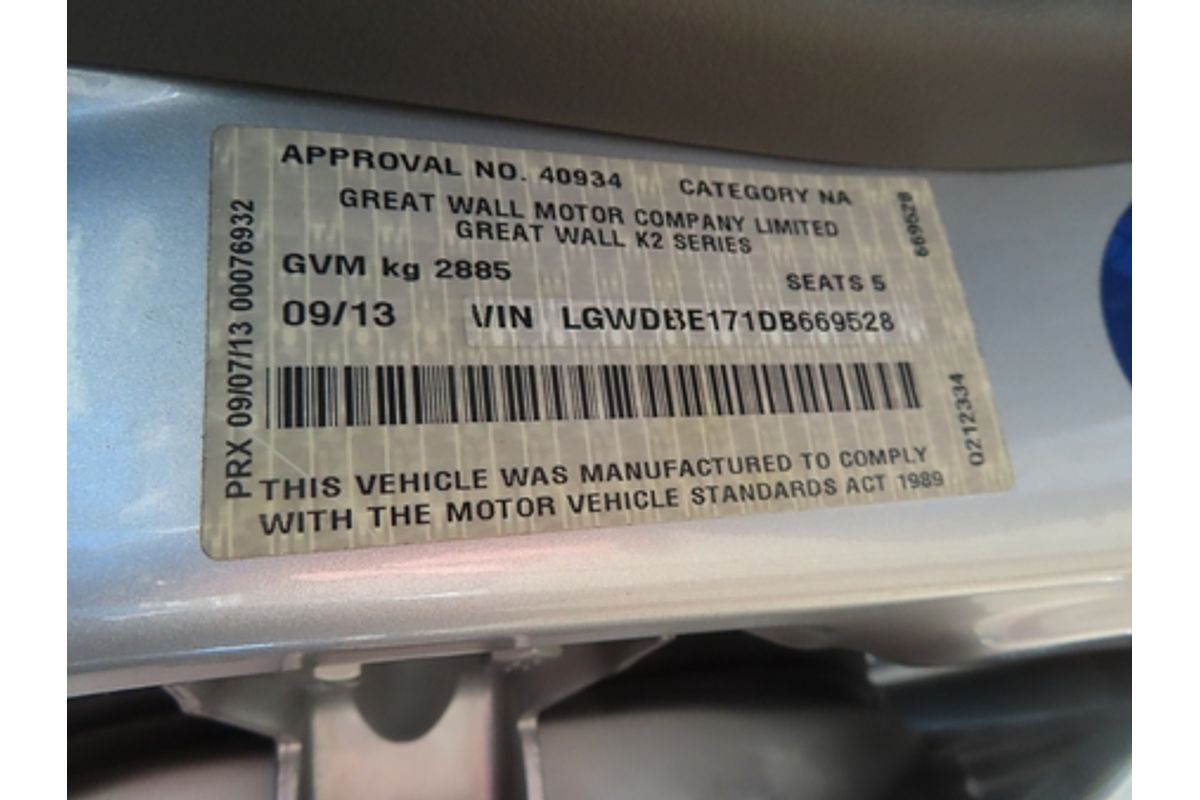 APPROVAL NO. 40934 CATEGORY NA
GREAT WALL MOTOR COMPANY LIMITED
GREAT WALL K2 SERIES
GVM kg 2885 SEATS 5
09/13 VIN LGWDBE171DB669528
THIS VEHICLE WAS MANUFACTURED TO COMPLY
WITH THE MOTOR VEHICLE STANDARDS ACT 1989
PRX 09/07/13 00076932
669528
Q212334